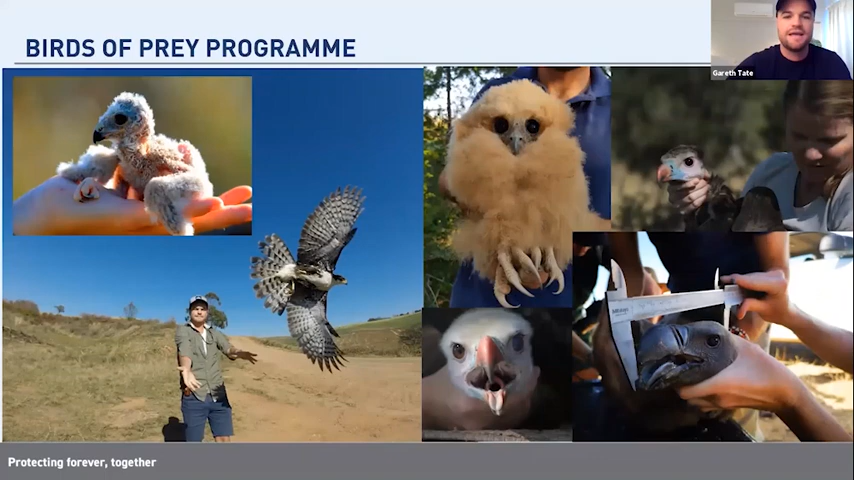 BIRDS OF PREY PROGRAMME
Gareth Tate
Protecting forever, together